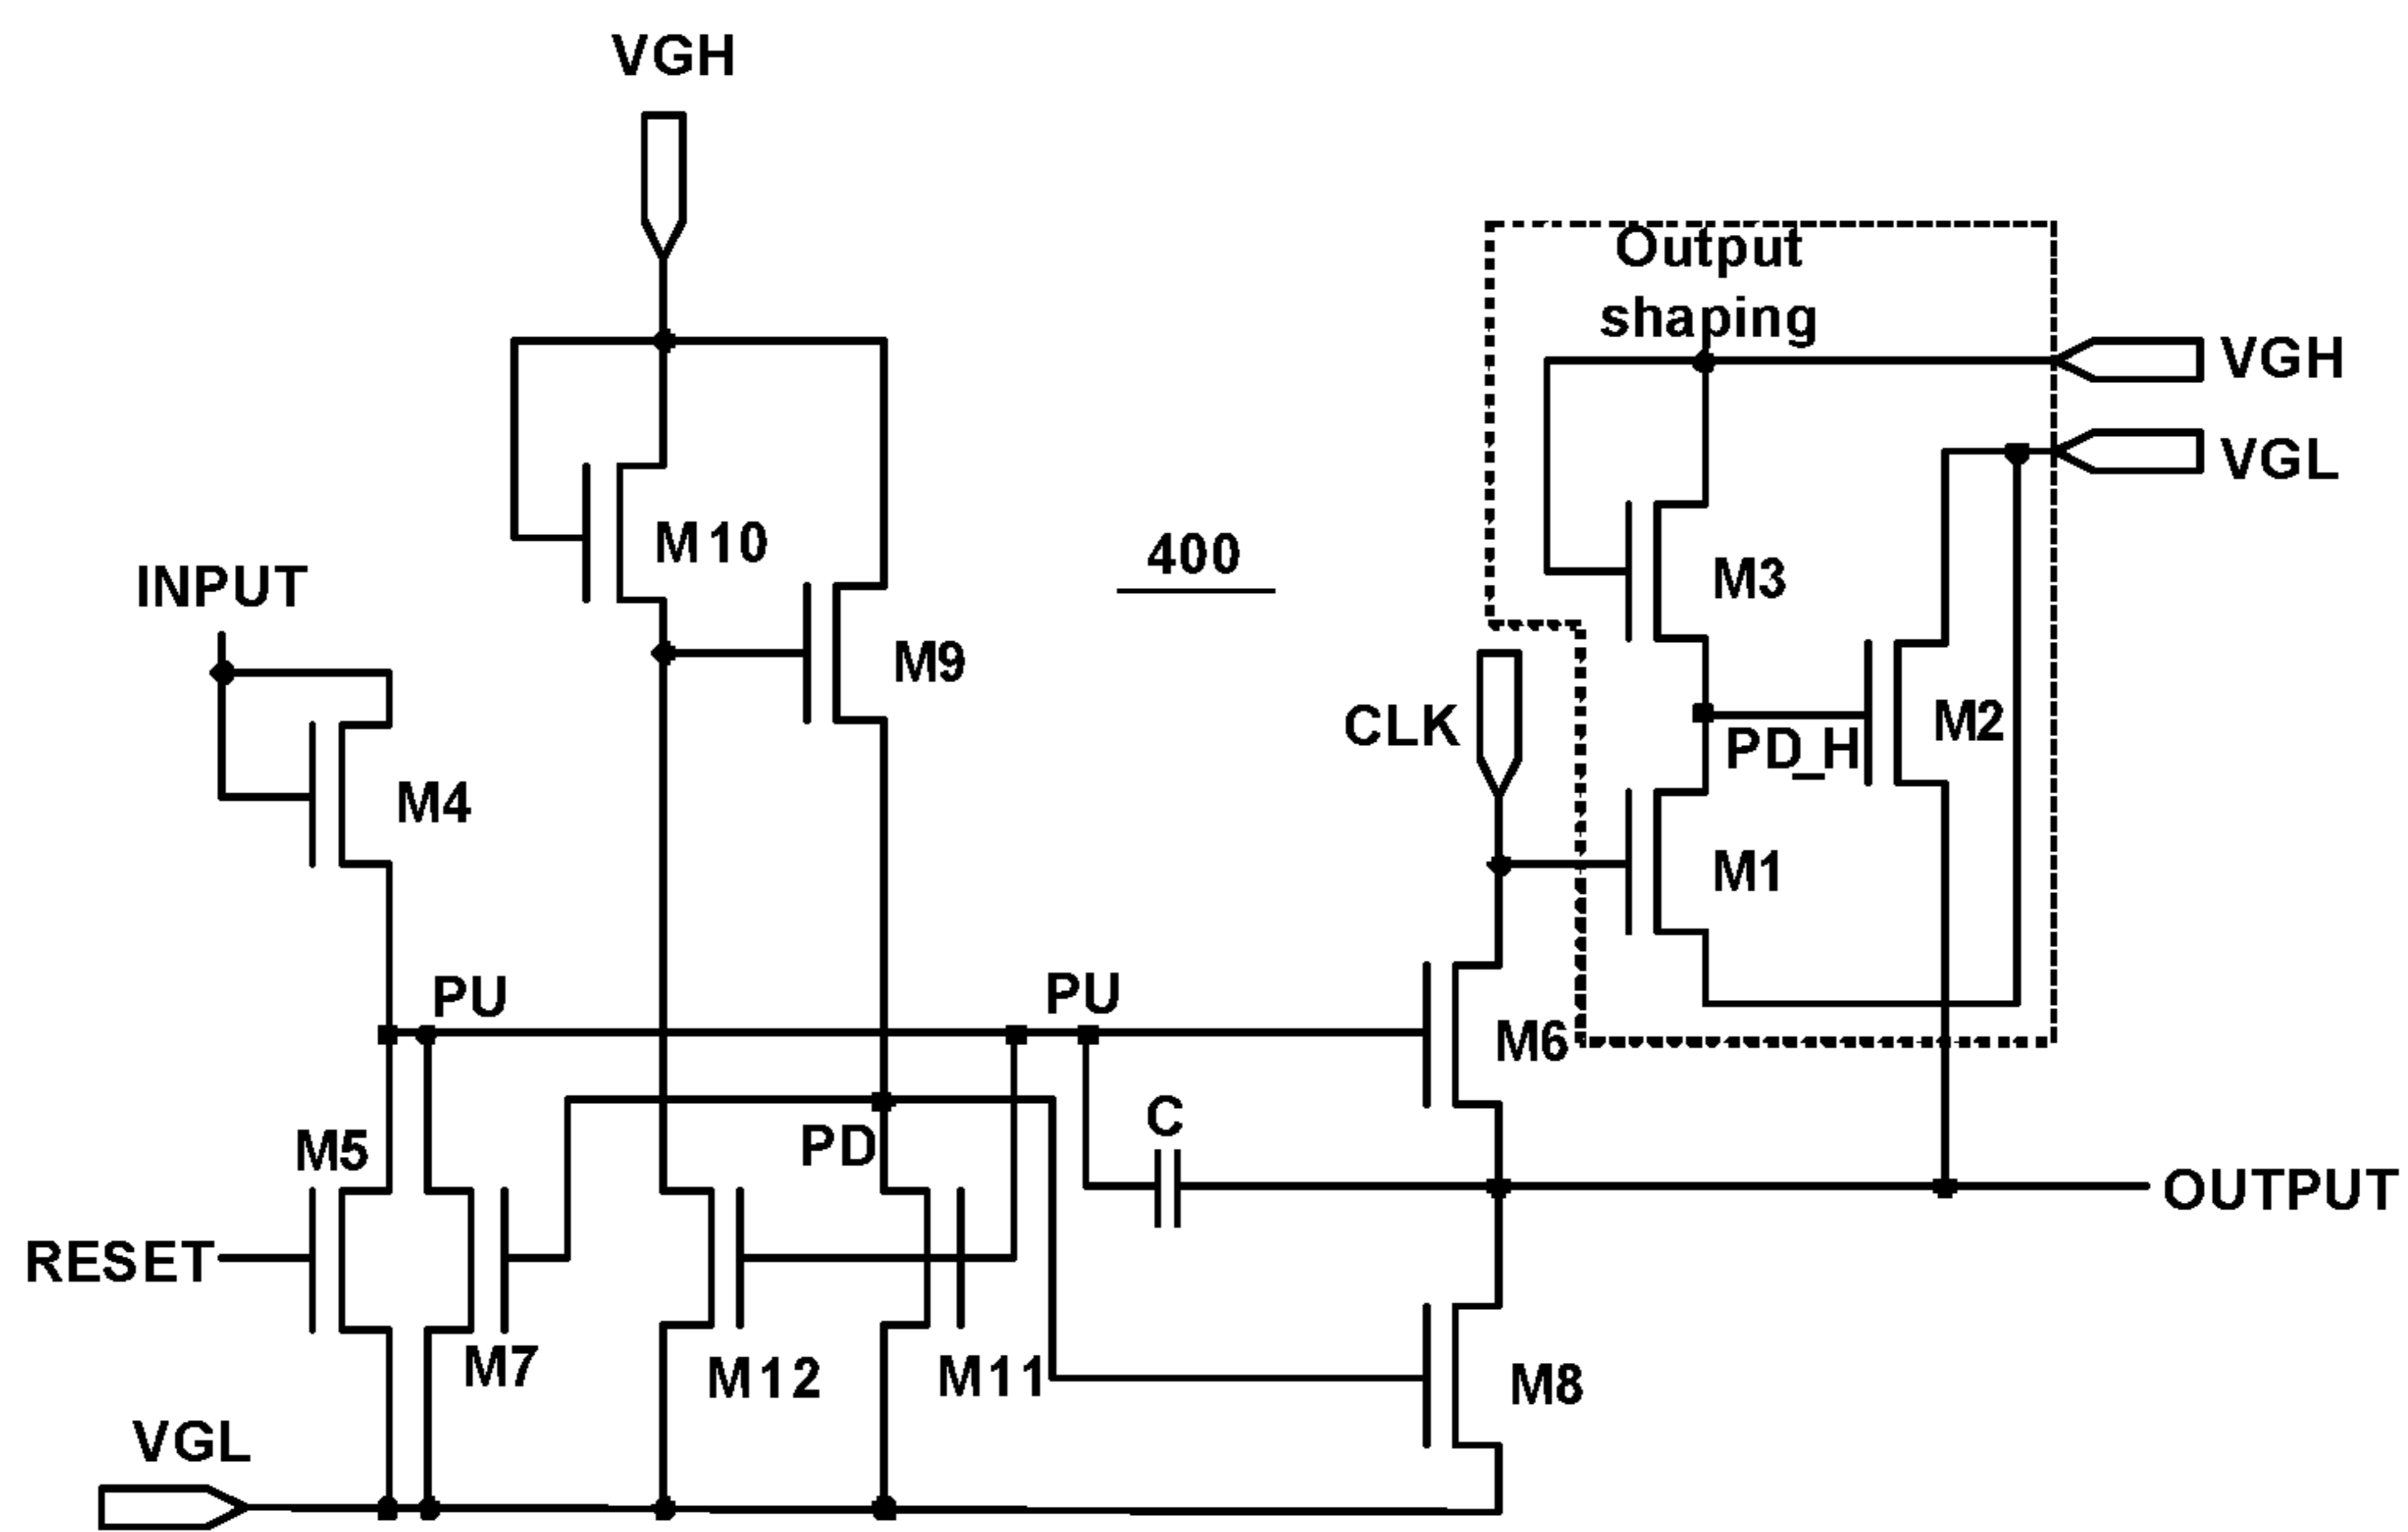 VGH
Output
shaping
VGH
VGL
M10
400
INPUT
M3
M9
CLK
M2
PD_H
M4
M1
PU
PU
M6
C
M5
PD
OUTPUT
RESET
M7
M12
M11
M8
VGL